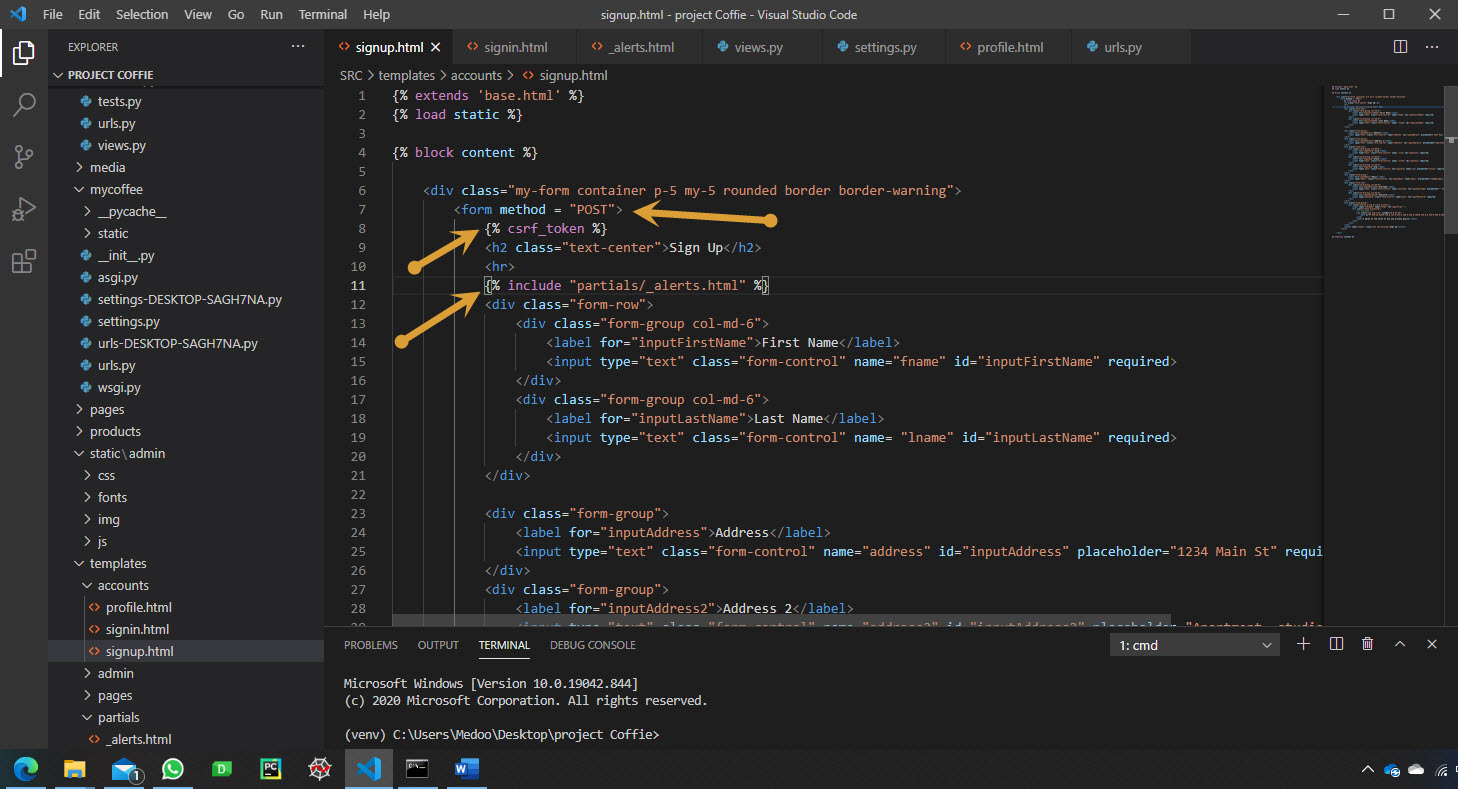 File Edit Selection View Go Run Terminal Help
signup.html - project Coffie - Visual Studio Code
EXPLORER
PROJECT COFFIE
tests.py
urls.py
views.py
media
mycoffee
__pycache__
static
__init__.py
asgi.py
settings-DESKTOP-SAGH7NA.py
settings.py
urls-DESKTOP-SAGH7NA.py
urls.py
wsgi.py
pages
products
static\admin
css
fonts
img
js
templates
accounts
profile.html
signin.html
signup.html
admin
pages
partials
_alerts.html
signup.html signin.html _alerts.html views.py settings.py profile.html urls.py
SRC > templates > accounts > signup.html
1 {% extends 'base.html' %}
2 {% load static %}
3
4 {% block content %}
5
6 <div class="my-form container p-5 my-5 rounded border border-warning">
7 <form method = "POST">
8 {% csrf_token %}
9 <h2 class="text-center">Sign Up</h2>
10 <hr>
11 {% include "partials/_alerts.html" %}
12 <div class="form-row">
13 <div class="form-group col-md-6">
14 <label for="inputFirstName">First Name</label>
15 <input type="text" class="form-control" name="fname" id="inputFirstName" required>
16 </div>
17 <div class="form-group col-md-6">
18 <label for="inputLastName">Last Name</label>
19 <input type="text" class="form-control" name= "lname" id="inputLastName" required>
20 </div>
21 </div>
22
23 <div class="form-group">
24 <label for="inputAddress">Address</label>
25 <input type="text" class="form-control" name="address" id="inputAddress" placeholder="1234 Main St" requi
26 </div>
27 <div class="form-group">
28 <label for="inputAddress2">Address 2</label>
PROBLEMS OUTPUT TERMINAL DEBUG CONSOLE
1: cmd
Microsoft Windows [Version 10.0.19042.844]
(c) 2020 Microsoft Corporation. All rights reserved.
(venv) C:\Users\Medoo\Desktop\project Coffie>
1
D
PC
W